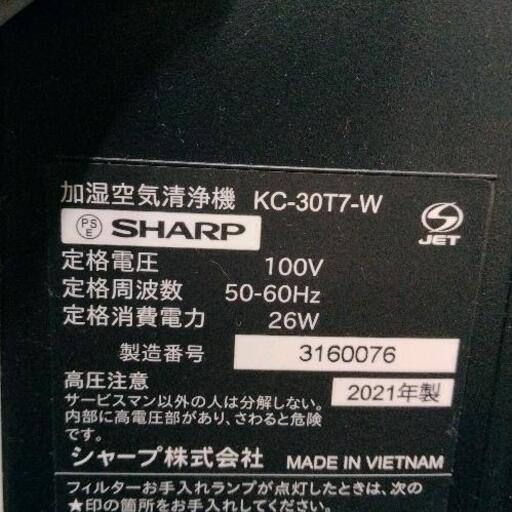 加湿空気清浄機 KC-30T7-W
PS
E
SHARP
JET
定格電圧 100V
定格周波数 50-60Hz
定格消費電力 26W
製造番号 3160076
高圧注意
2021年製
サービスマン以外の人は分解しない。
内部に高電圧部があり、さわると危険
です。
シャープ株式会社 MADE IN VIETNAM
フィルターお手入れランプが点灯したときは、次の
★印の箇所をお手入れしてください。